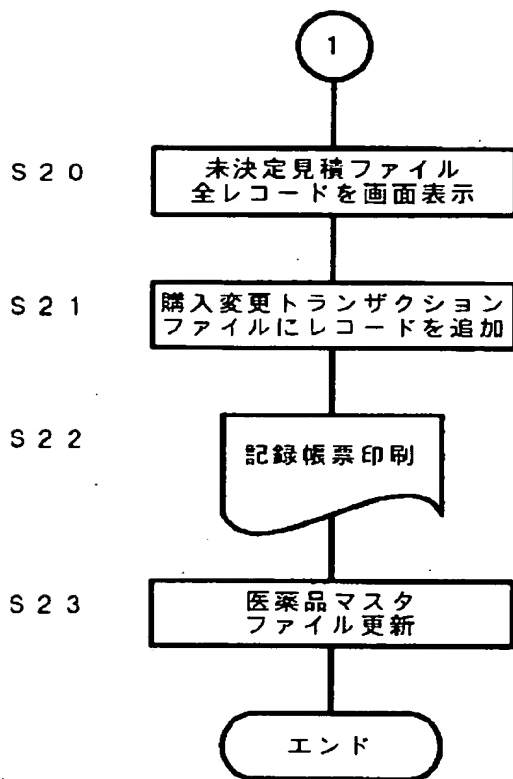 1
S20
未決定見積ファイル
全レコードを画面表示
S21
購入変更トランザクション
ファイルにレコードを追加
S22
記録帳票印刷
S23
医薬品マスタ
ファイル更新
エンド